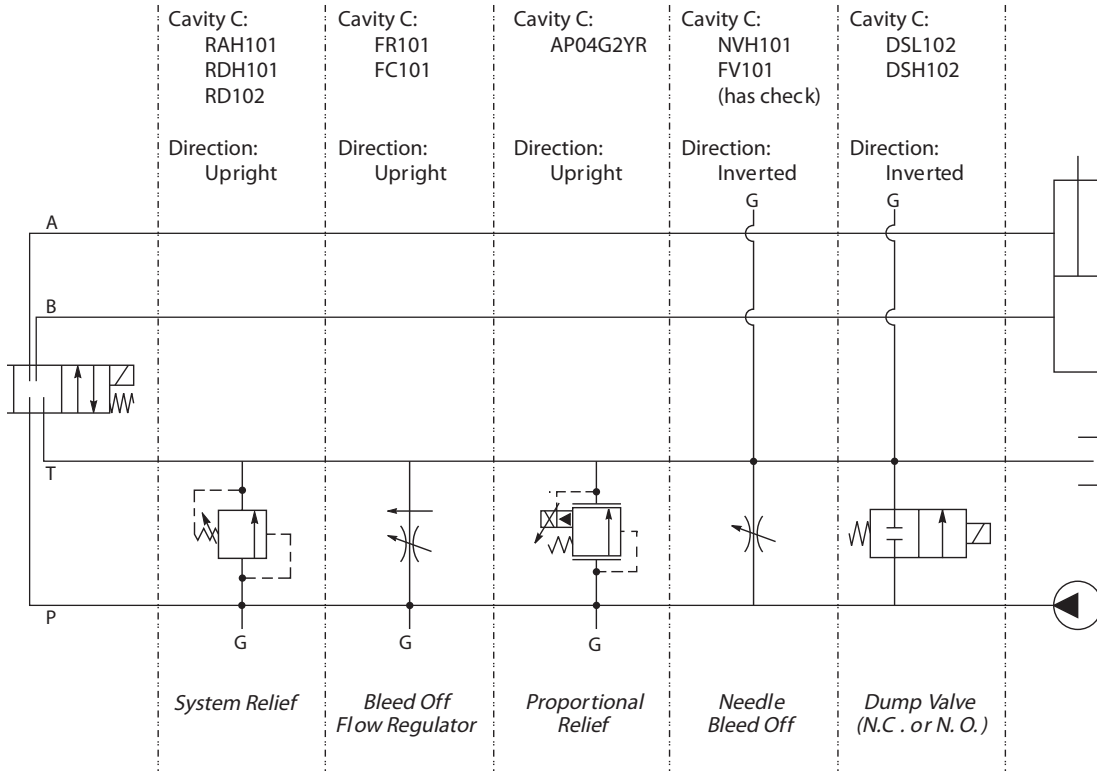 Cavity C:
RAH101
RDH101
RD102
Direction:
Upright
Cavity C:
FR101
FC101
Direction:
Upright
Cavity C:
AP04G2YR
Direction:
Upright
Cavity C:
NVH101
FV101
(has check)
Direction:
Inverted
G
Cavity C:
DSL102
DSH102
Direction:
Inverted
G
A
B
T
P
G
G
G
System Relief
Bleed Off
Flow Regulator
Proportional
Relief
Needle
Bleed Off
Dump Valve
(N.C. or N.O.)